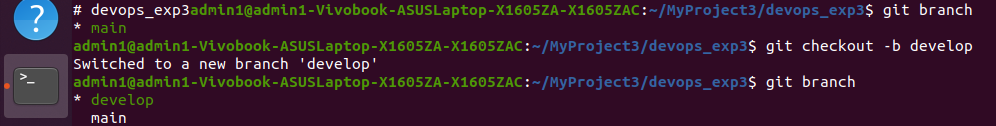 # devops_exp3admin1@admin1-Vivobook-ASUSLaptop-X1605ZA-X1605ZAC:~/MyProject3/devops_exp3$ git branch
* main
admin1@admin1-Vivobook-ASUSLaptop-X1605ZA-X1605ZAC:~/MyProject3/devops_exp3$ git checkout -b develop
Switched to a new branch 'develop'
admin1@admin1-Vivobook-ASUSLaptop-X1605ZA-X1605ZAC:~/MyProject3/devops_exp3$ git branch
* develop
  main